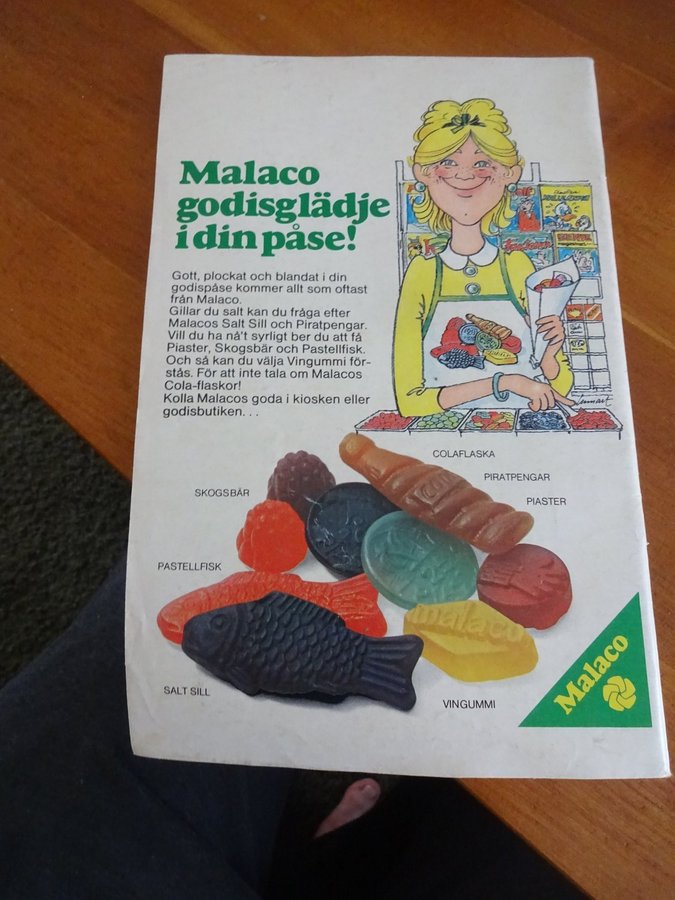 Malaco
godisglädje
i din påse!
Gott, plockat och blandat i din
godispåse kommer allt som oftast
från Malaco.
Gillar du salt kan du fråga efter
Malacos Salt Sill och Piratpengar.
Vill du ha nå't syrligt ber du att få
Piaster, Skogsbär och Pastellfisk.
Och så kan du välja Vingummi för-
stås. För att inte tala om Malacos
Cola-flaskor!
Kolla Malacos goda i kiosken eller
godisbutiken. . .
COLAFLASKA
PIRATPENGAR
PIASTER
SKOGSBÄR
PASTELLFISK
malaco
SALT SILL
VINGUMMI
Malaco